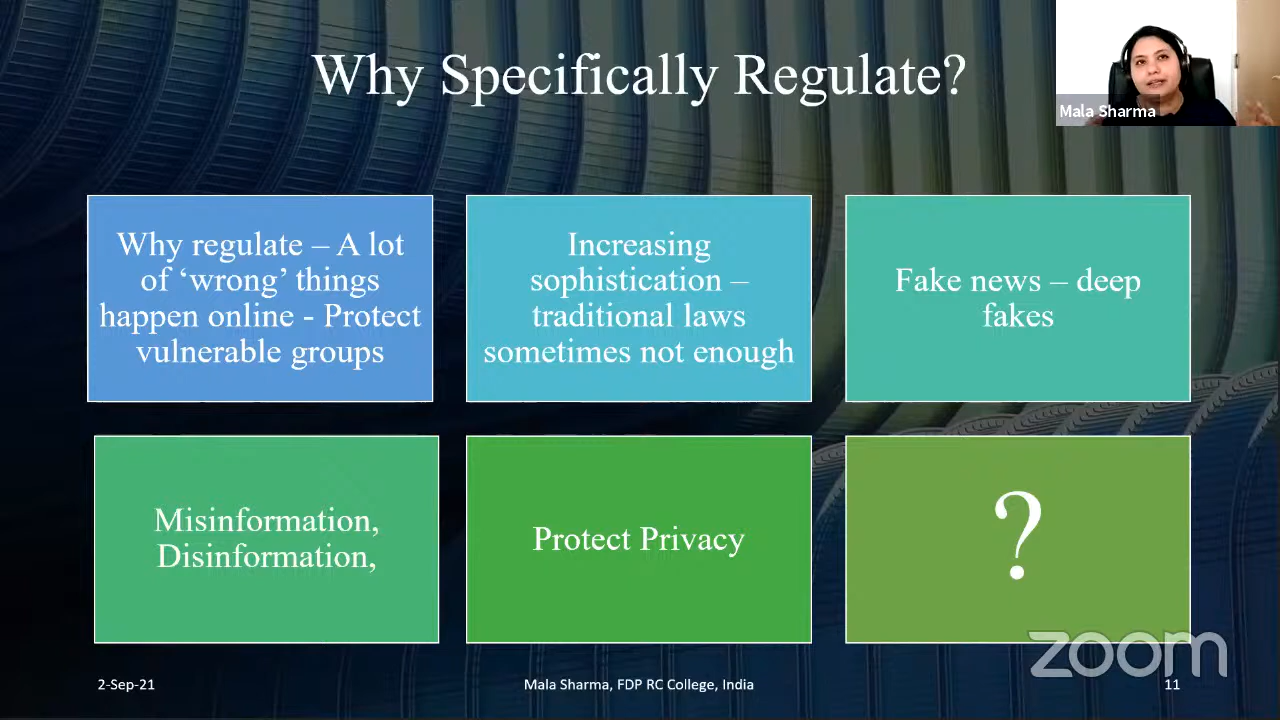 Why Specifically Regulate?
Mala Sharma
Why regulate – A lot
of ‘wrong’ things
happen online - Protect
vulnerable groups
Increasing
sophistication –
traditional laws
sometimes not enough
Fake news – deep
fakes
Misinformation,
Disinformation,
Protect Privacy
?
zoom
2-Sep-21
Mala Sharma, FDP RC College, India
11